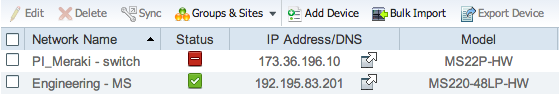 Edit Delete Sync Groups & Sites Add Device Bulk Import Export Device
Network Name Status IP Address/DNS Model
PI_Meraki - switch 173.36.196.10 MS22P-HW
Engineering - MS 192.195.83.201 MS220-48LP-HW